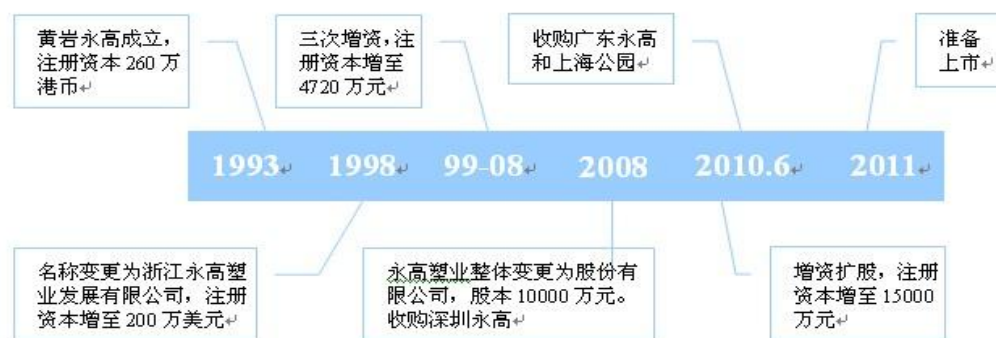 黄岩永高成立，
注册资本 260 万
港币
三次增资，注
册资本增至
4720 万元
收购广东永高
和上海公园
准备
上市
1993 1998 99-08 2008 2010.6 2011
名称变更为浙江永高塑
业发展有限公司，注册
资本增至 200 万美元
永高塑业整体变更为股份有
限公司，股本 10000 万元。
收购深圳永高
增资扩股，注册
资本增至 15000
万元